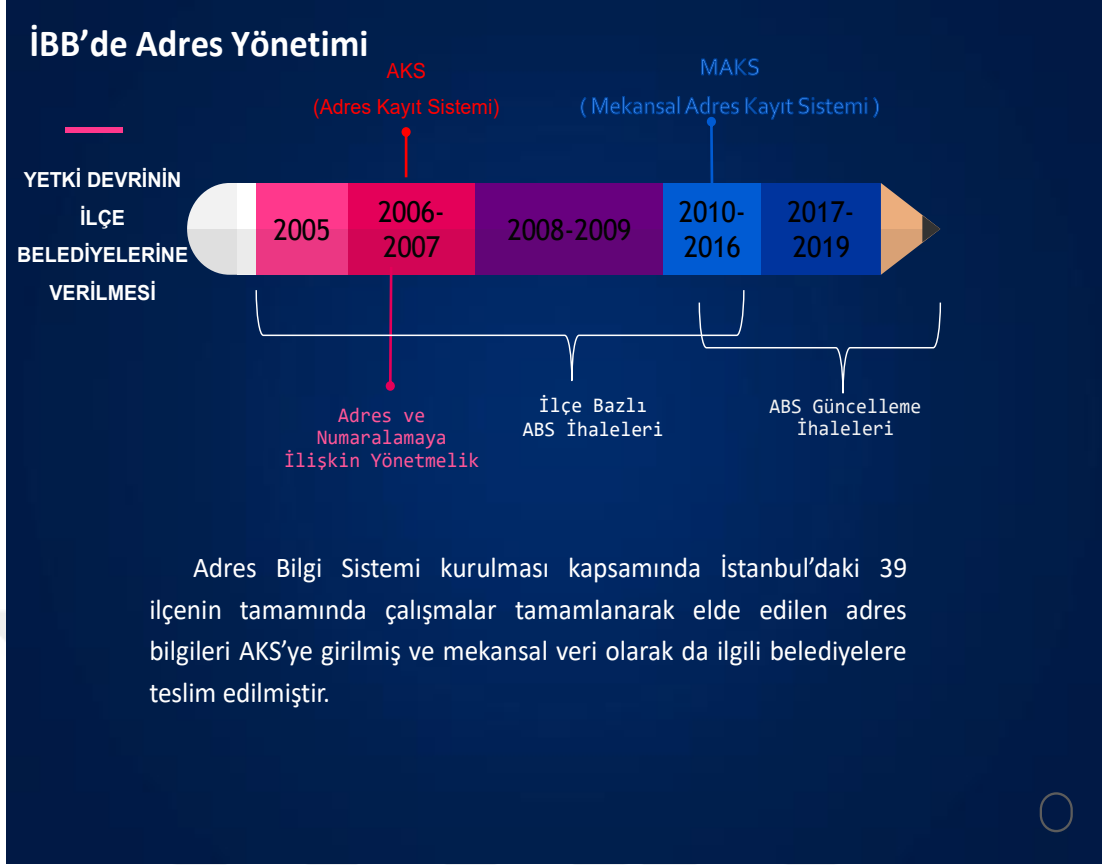 İBB’de Adres Yönetimi
AKS
(Adres Kayıt Sistemi)
MAKS
( Mekansal Adres Kayıt Sistemi )
YETKİ DEVRİNİN
İLÇE
BELEDİYELERİNE
VERİLMESİ
2005
2006-
2007
2008-2009
2010-
2016
2017-
2019
Adres ve
Numaralamaya
İlişkin Yönetmelik
İlçe Bazlı
ABS İhaleleri
ABS Güncelleme
İhaleleri
Adres Bilgi Sistemi kurulması kapsamında İstanbul’daki 39
ilçenin tamamında çalışmalar tamamlanarak elde edilen adres
bilgileri AKS’ye girilmiş ve mekansal veri olarak da ilgili belediyelere
teslim edilmiştir.